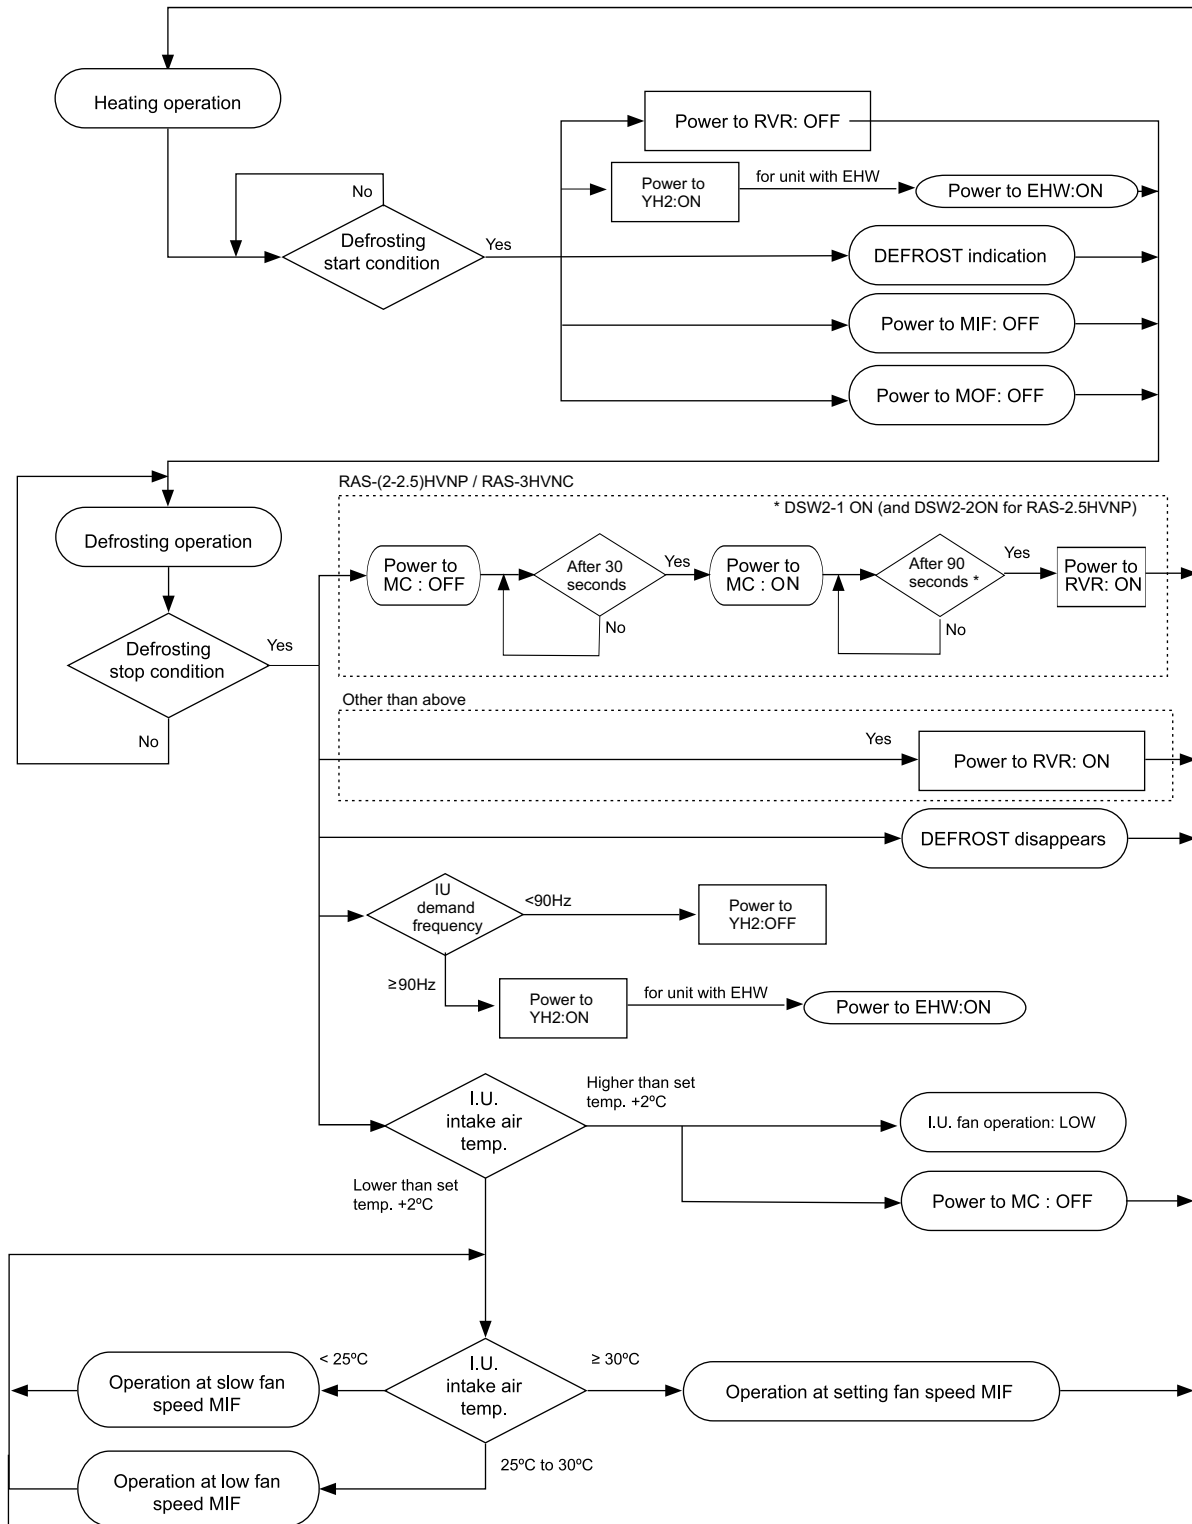 Heating operation
No
Defrosting
start condition
Yes
Power to RVR: OFF
Power to
YH2:ON
for unit with EHW
Power to EHW:ON
DEFROST indication
Power to MIF: OFF
Power to MOF: OFF
RAS-(2-2.5)HVNP / RAS-3HVNC
* DSW2-1 ON (and DSW2-2ON for RAS-2.5HVNP)
Defrosting operation
Power to
MC : OFF
After 30
seconds
Yes
No
Power to
MC : ON
After 90
seconds *
Yes
No
Power to
RVR: ON
Defrosting
stop condition
Yes
No
Other than above
Yes
Power to RVR: ON
DEFROST disappears
IU
demand
frequency
<90Hz
Power to
YH2:OFF
≥90Hz
Power to
YH2:ON
for unit with EHW
Power to EHW:ON
I.U.
intake air
temp.
Higher than set
temp. +2ºC
I.U. fan operation: LOW
Power to MC : OFF
Lower than set
temp. +2ºC
I.U.
intake air
temp.
< 25ºC
Operation at slow fan
speed MIF
≥ 30ºC
Operation at setting fan speed MIF
25ºC to 30ºC
Operation at low fan
speed MIF